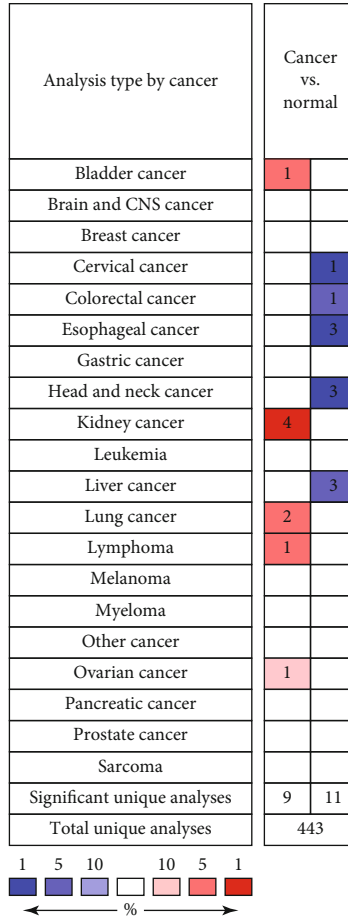 Analysis type by cancer
Cancer
vs.
normal
Bladder cancer 1
Brain and CNS cancer
Breast cancer
Cervical cancer 1
Colorectal cancer 1
Esophageal cancer 3
Gastric cancer
Head and neck cancer 3
Kidney cancer 4
Leukemia
Liver cancer 3
Lung cancer 2
Lymphoma 1
Melanoma
Myeloma
Other cancer
Ovarian cancer 1
Pancreatic cancer
Prostate cancer
Sarcoma
Significant unique analyses 9 11
Total unique analyses 443
1 5 10 10 5 1
%